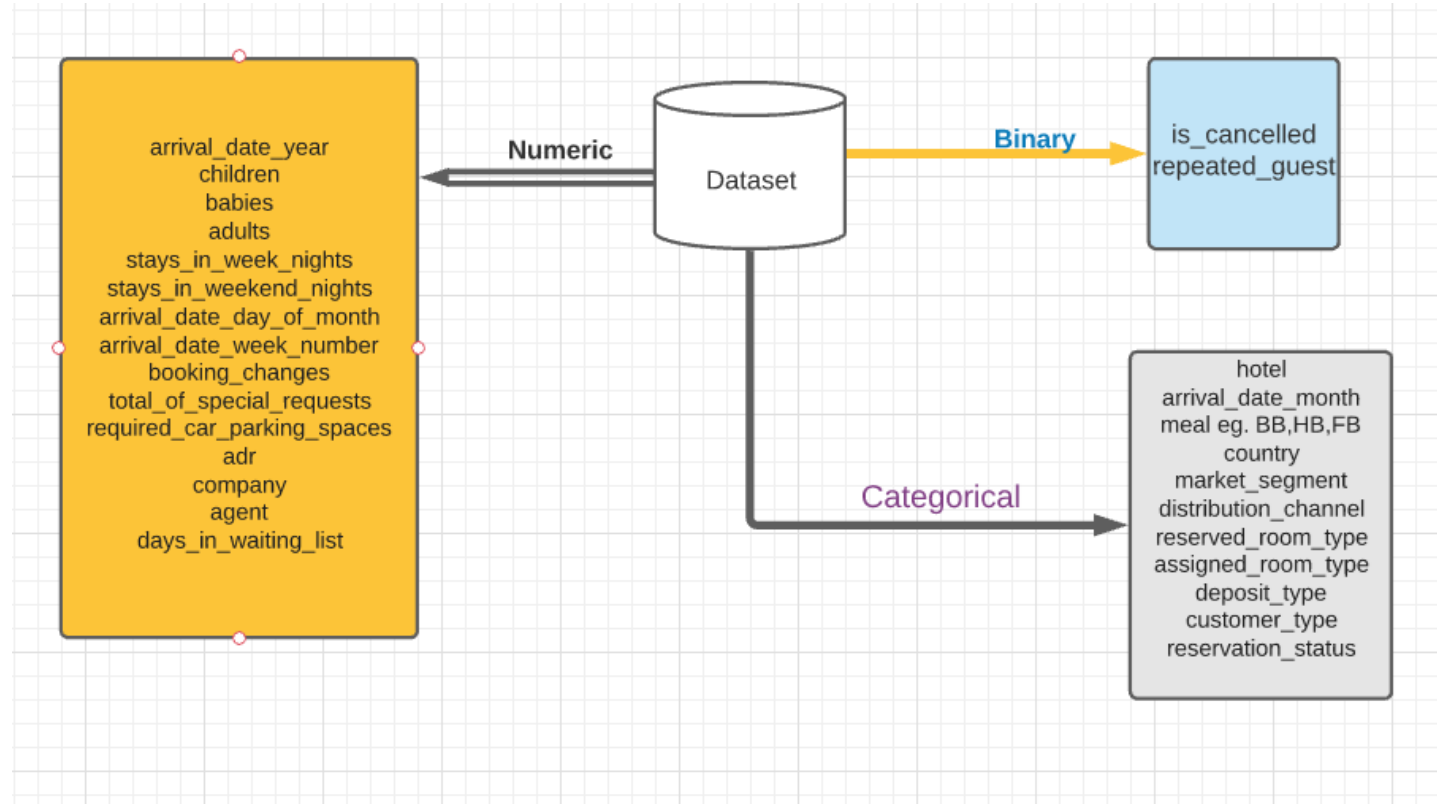 arrival_date_year
children
babies
adults
stays_in_week_nights
stays_in_weekend_nights
arrival_date_day_of_month
arrival_date_week_number
booking_changes
total_of_special_requests
required_car_parking_spaces
adr
company
agent
days_in_waiting_list
Numeric
Dataset
Binary
is_cancelled
repeated_guest
Categorical
hotel
arrival_date_month
meal eg. BB,HB,FB
country
market_segment
distribution_channel
reserved_room_type
assigned_room_type
deposit_type
customer_type
reservation_status